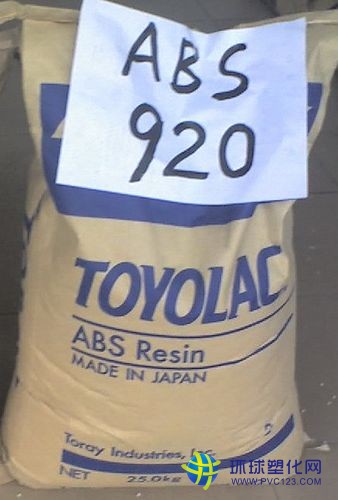 ABS
920
TOYOLAC
ABS Resin
MADE IN JAPAN
Toray Industries, Inc.
NET 25.0kg
环球塑化网
WWW.PVC123.COM